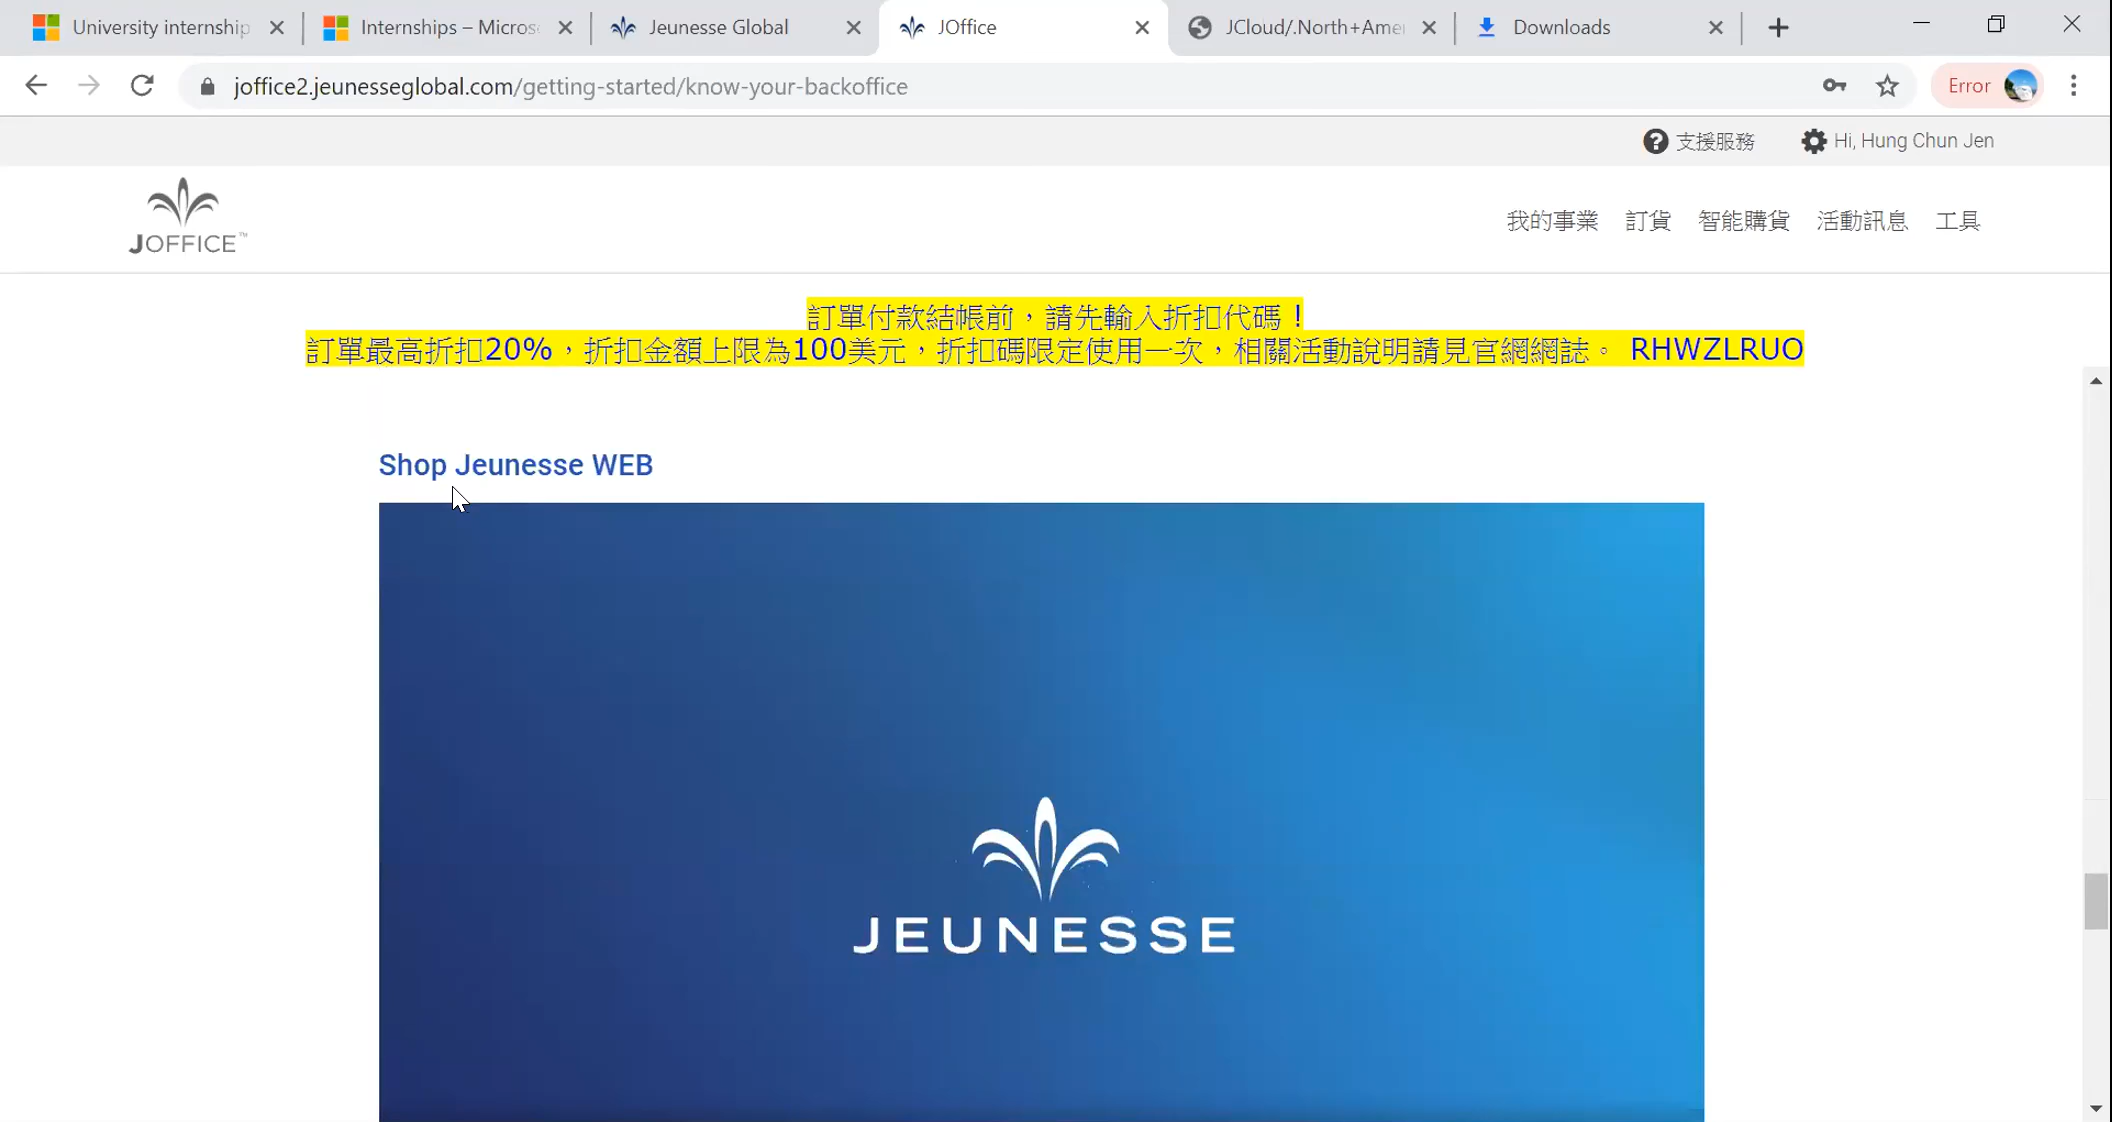 University internship
Internships – Micros
Jeunesse Global
JOffice
JCloud/.North+Amer
Downloads
joffice2.jeunesseglobal.com/getting-started/know-your-backoffice
Error
支援服務
Hi, Hung Chun Jen
JOFFICE™
我的事業 訂貨 智能購貨 活動訊息 工具
訂單付款結帳前，請先輸入折扣代碼！
訂單最高折扣20%，折扣金額上限為100美元，折扣碼限定使用一次，相關活動說明請見官網網誌。 RHWZLRUO
Shop Jeunesse WEB
JEUNESSE